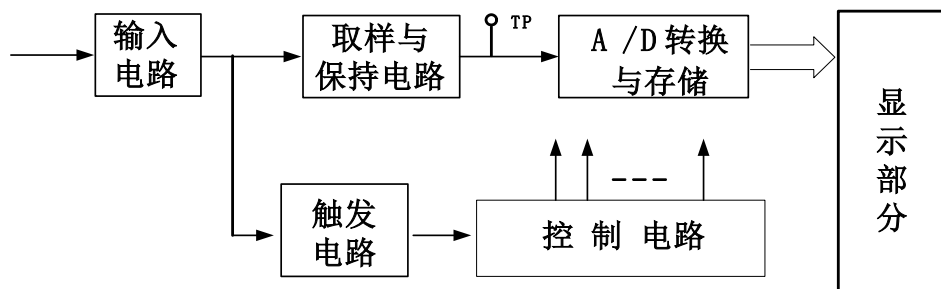 输入
电路
取样与
保持电路
TP
A /D 转换
与存储
显
示
部
分
触发
电路
控 制 电路